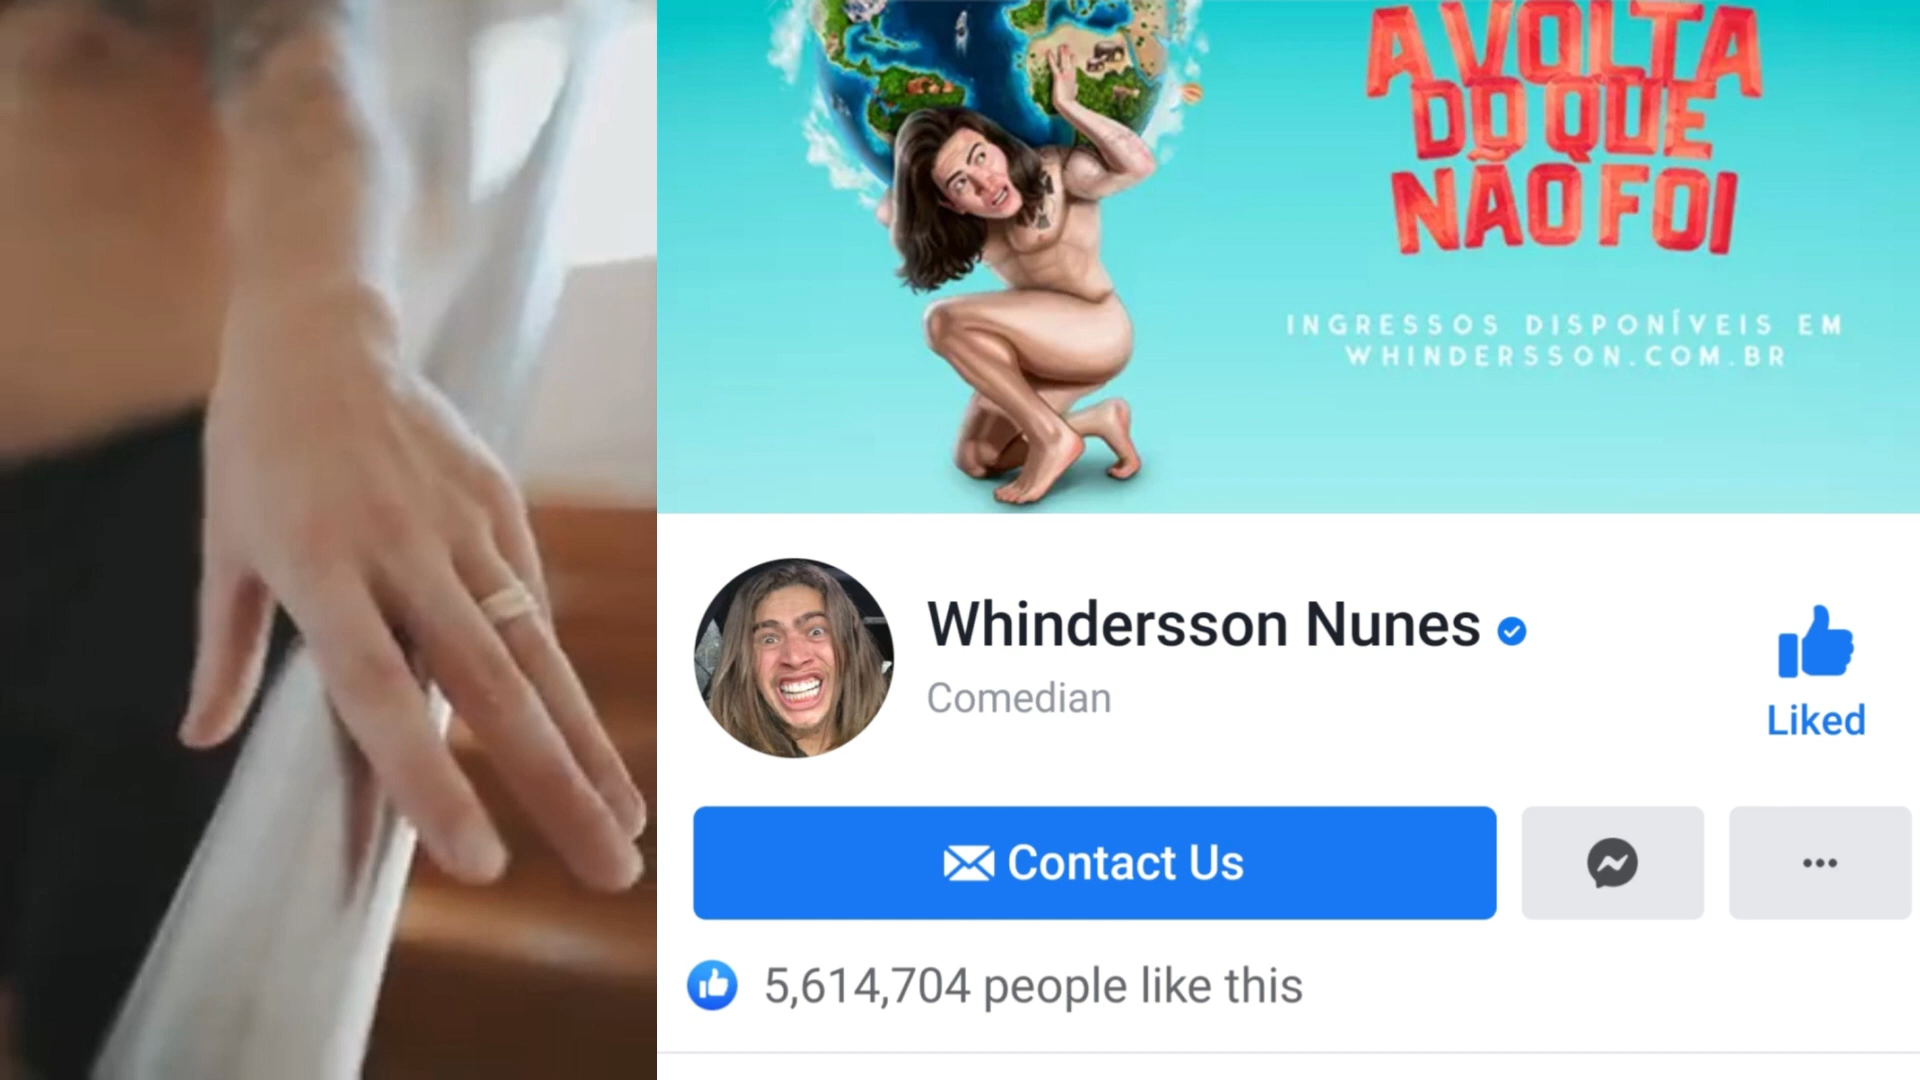 A VOLTA
DO QUE
NÃO FOI
INGRESSOS DISPONÍVEIS EM
WHINDERSSON.COM.BR
Whindersson Nunes
Comedian
Liked
Contact Us
5,614,704 people like this